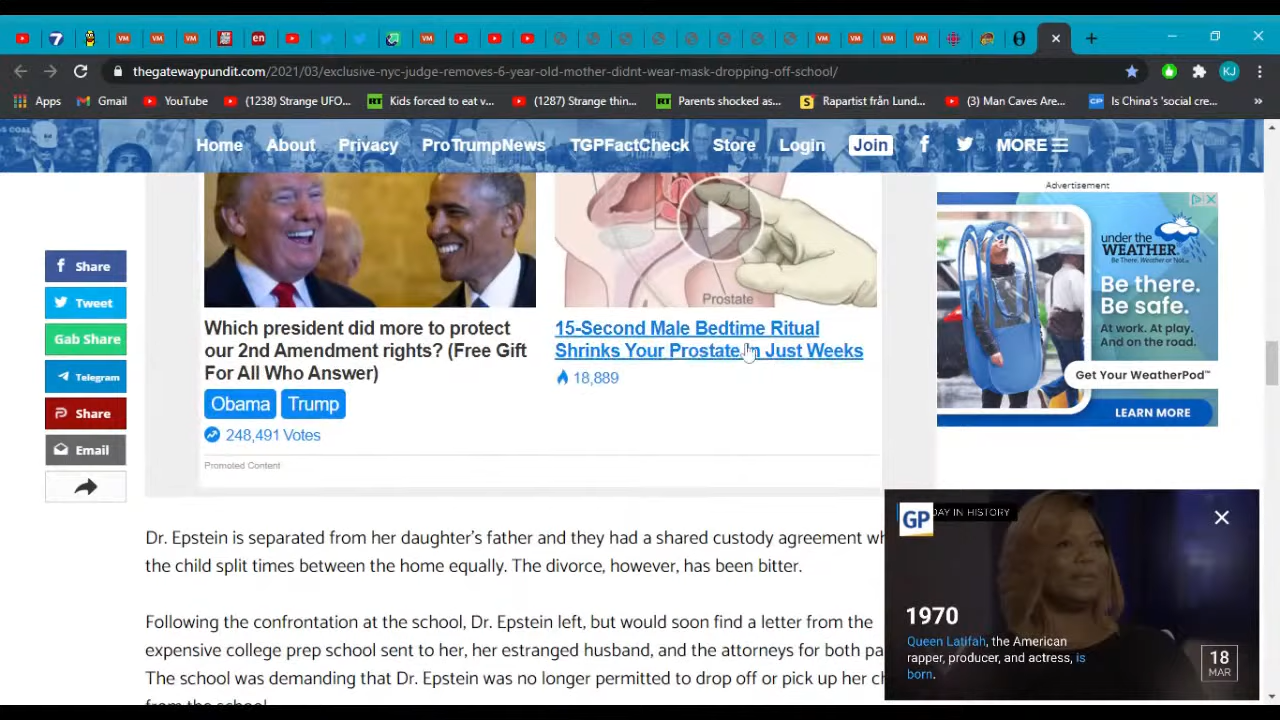 thegatewaypundit.com/2021/03/exclusive-nyc-judge-removes-6-year-old-mother-didnt-wear-mask-dropping-off-school/
KJ
Apps
Gmail
YouTube
(1238) Strange UFO...
RT Kids forced to eat v...
(1287) Strange thin...
RT Parents shocked as...
S Rapartist från Lund...
(3) Man Caves Are...
CP Is China's 'social cre...
»
Home
About
Privacy
ProTrumpNews
TGPFactCheck
Store
Login
Join
MORE
Share
Tweet
Gab Share
Telegram
Share
Email
Prostate
Which president did more to protect
our 2nd Amendment rights? (Free Gift
For All Who Answer)
Obama Trump
248,491 Votes
Promoted Content
15-Second Male Bedtime Ritual
Shrinks Your Prostate In Just Weeks
18,889
Advertisement
under the
WEATHER
Be There. Weather or Not.
Be there.
Be safe.
At work. At play.
And on the road.
Get Your WeatherPod™
LEARN MORE
Dr. Epstein is separated from her daughter's father and they had a shared custody agreement
the child split times between the home equally. The divorce, however, has been bitter.
Following the confrontation at the school, Dr. Epstein left, but would soon find a letter from the
expensive college prep school sent to her, her estranged husband, and the attorneys for both
The school was demanding that Dr. Epstein was no longer permitted to drop off or pick up her
from the school.
GP
DAY IN HISTORY
1970
Queen Latifah, the American
rapper, producer, and actress, is
born.
18
MAR